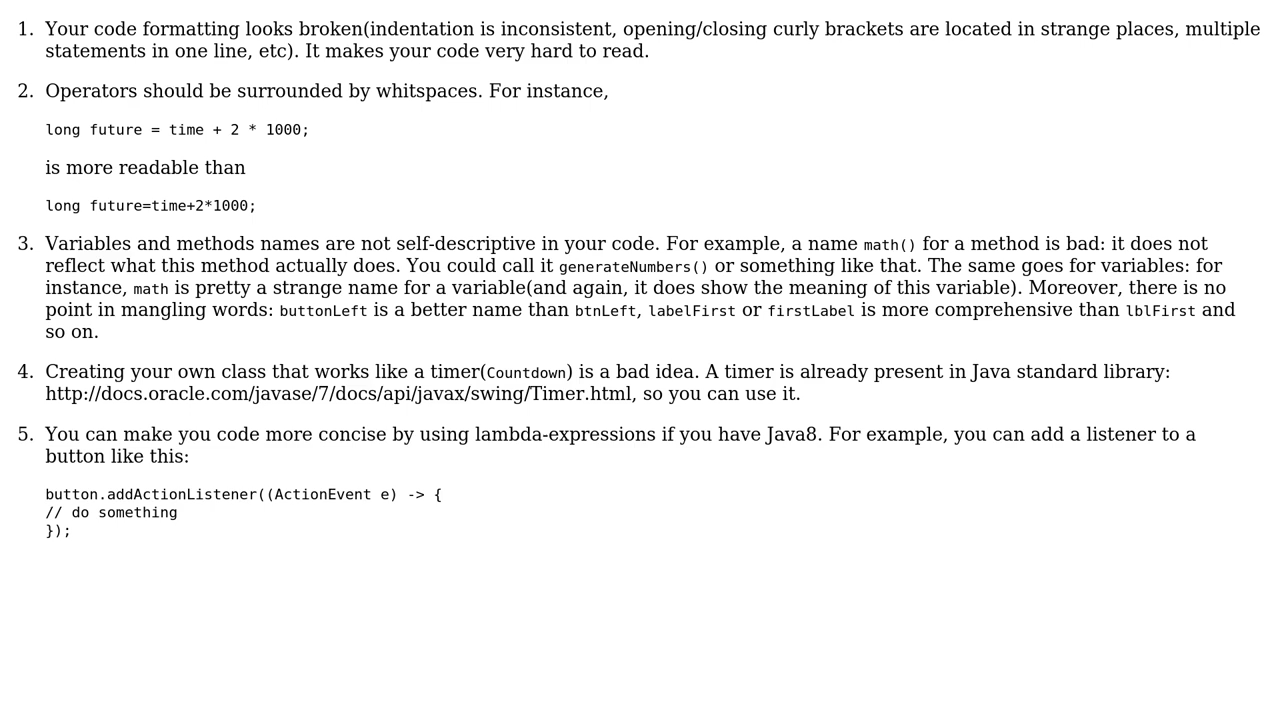 1. Your code formatting looks broken(indentation is inconsistent, opening/closing curly brackets are located in strange places, multiple
statements in one line, etc). It makes your code very hard to read.
2. Operators should be surrounded by whitspaces. For instance,
long future = time + 2 * 1000;
is more readable than
long future=time+2*1000;
3. Variables and methods names are not self-descriptive in your code. For example, a name math() for a method is bad: it does not
reflect what this method actually does. You could call it generateNumbers() or something like that. The same goes for variables: for
instance, math is pretty a strange name for a variable(and again, it does show the meaning of this variable). Moreover, there is no
point in mangling words: buttonLeft is a better name than btnLeft, labelFirst or firstLabel is more comprehensive than lblFirst and
so on.
4. Creating your own class that works like a timer(Countdown) is a bad idea. A timer is already present in Java standard library:
http://docs.oracle.com/javase/7/docs/api/javax/swing/Timer.html, so you can use it.
5. You can make you code more concise by using lambda-expressions if you have Java8. For example, you can add a listener to a
button like this:
button.addActionListener((ActionEvent e) -> {
// do something
});